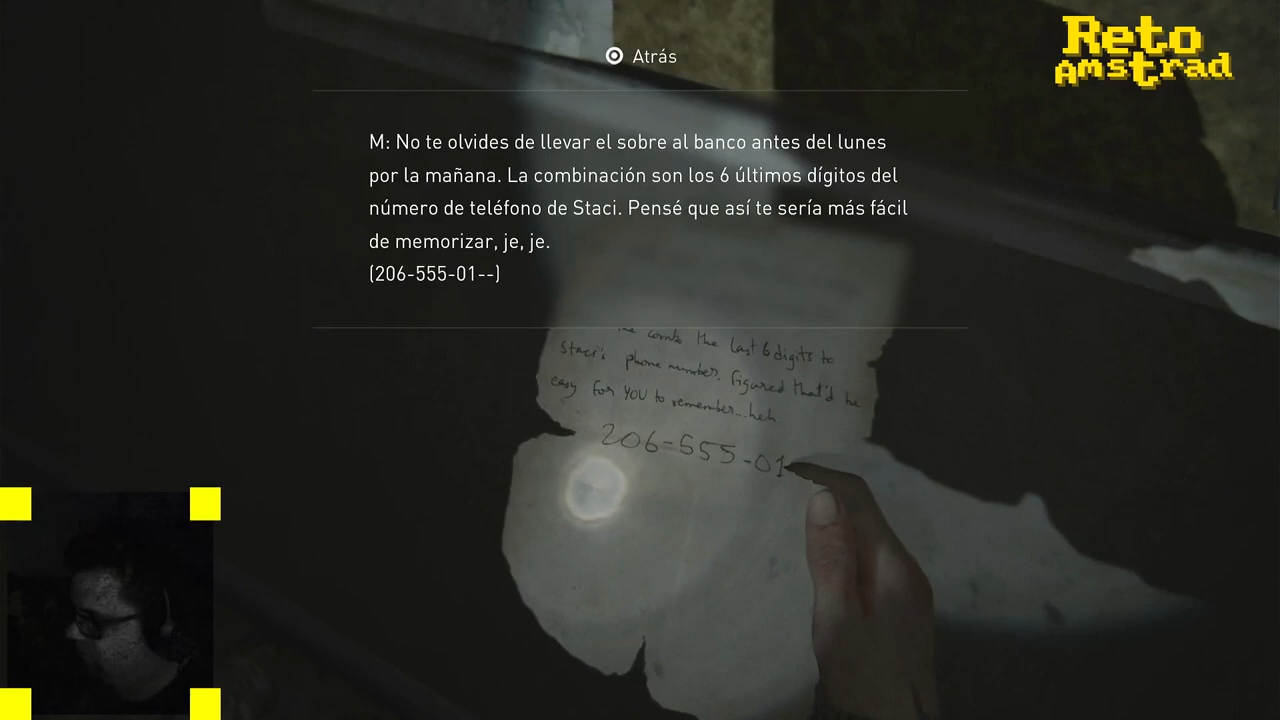 Atrás
Reto
Amstrad
M: No te olvides de llevar el sobre al banco antes del lunes
por la mañana. La combinación son los 6 últimos dígitos del
número de teléfono de Staci. Pensé que así te sería más fácil
de memorizar, je, je.
(206-555-01--)
the combo the last 6 digits to
Staci's phone number. figured that'd be
easy for YOU to remember...heh
206-555-01